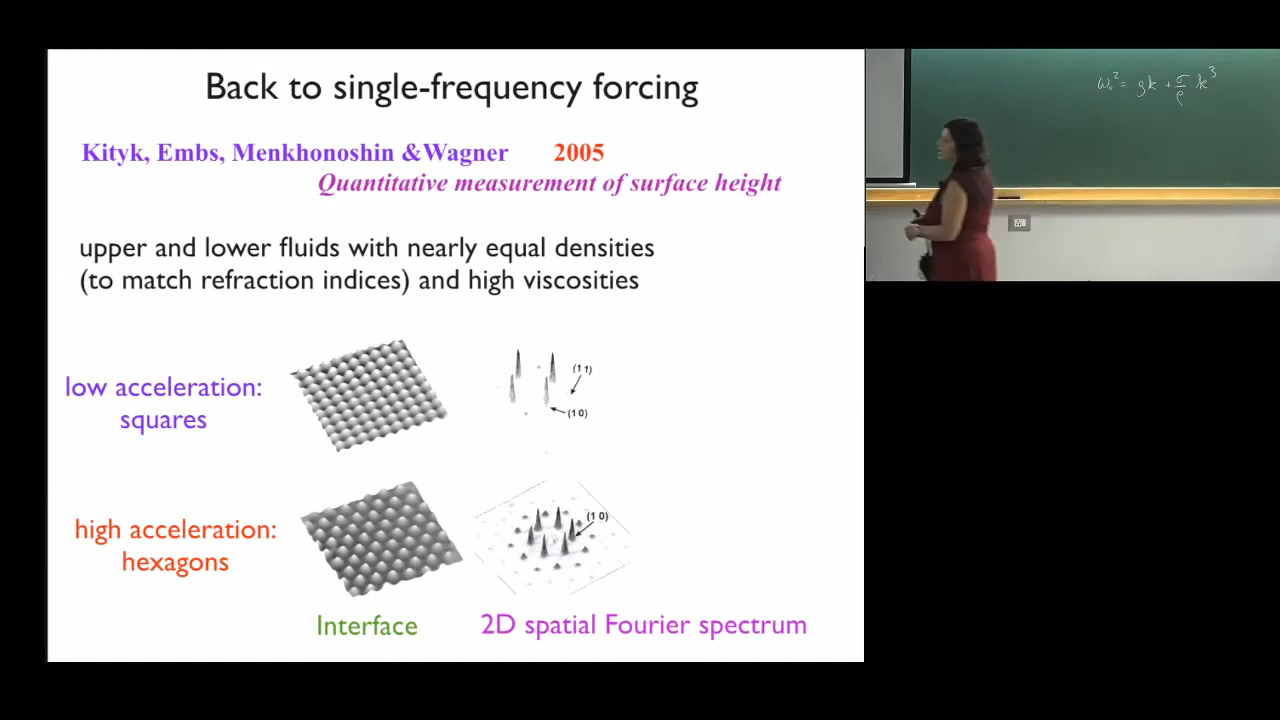 Back to single-frequency forcing
Kityk, Embs, Menkhonoshin &Wagner 2005
Quantitative measurement of surface height
upper and lower fluids with nearly equal densities
(to match refraction indices) and high viscosities
low acceleration:
squares
(1 1)
(1 0)
high acceleration:
hexagons
(1 0)
Interface
2D spatial Fourier spectrum
ω₀² = gk + σ/ρ k³